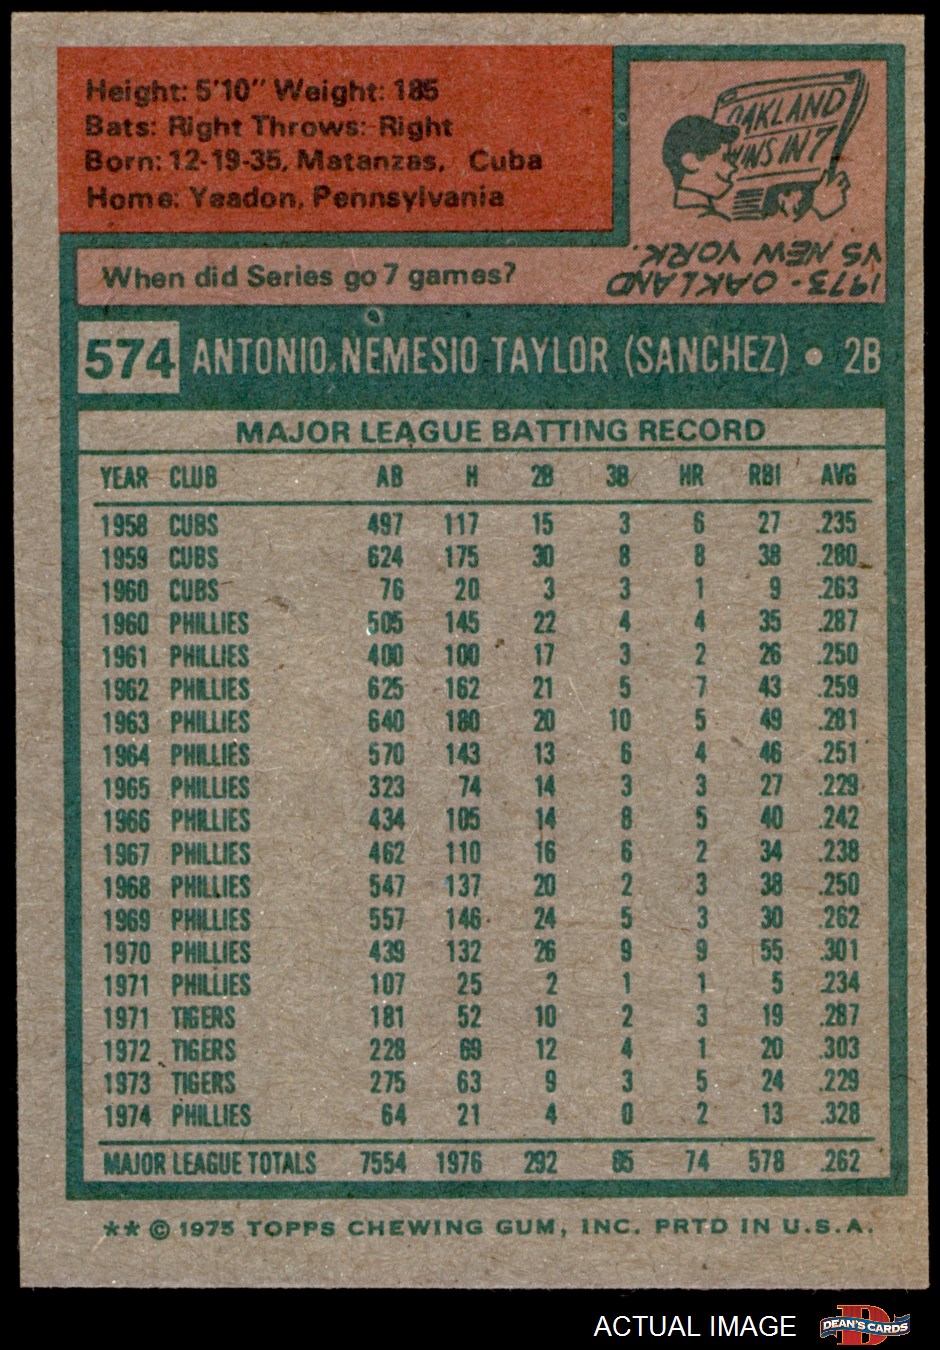 Height: 5'10" Weight: 185
Bats: Right Throws: Right
Born: 12-19-35, Matanzas, Cuba
Home: Yeadon, Pennsylvania
OAKLAND
WINS IN 7
When did Series go 7 games?
1973 - OAKLAND
VS NEW YORK.
574 ANTONIO NEMESIO TAYLOR (SANCHEZ) • 2B
MAJOR LEAGUE BATTING RECORD
YEAR CLUB AB H 2B 3B HR RBI AVG
1958 CUBS 497 117 15 3 6 27 .235
1959 CUBS 624 175 30 8 8 38 .280
1960 CUBS 76 20 3 3 1 9 .263
1960 PHILLIES 505 145 22 4 4 35 .287
1961 PHILLIES 400 100 17 3 2 26 .250
1962 PHILLIES 625 162 21 5 7 43 .259
1963 PHILLIES 640 180 20 10 5 49 .281
1964 PHILLIES 570 143 13 6 4 46 .251
1965 PHILLIES 323 74 14 3 3 27 .229
1966 PHILLIES 434 105 14 8 5 40 .242
1967 PHILLIES 462 110 16 6 2 34 .238
1968 PHILLIES 547 137 20 2 3 38 .250
1969 PHILLIES 557 146 24 5 3 30 .262
1970 PHILLIES 439 132 26 9 9 55 .301
1971 PHILLIES 107 25 2 1 1 5 .234
1971 TIGERS 181 52 10 2 3 19 .287
1972 TIGERS 228 69 12 4 1 20 .303
1973 TIGERS 275 63 9 3 5 24 .229
1974 PHILLIES 64 21 4 0 2 13 .328
MAJOR LEAGUE TOTALS 7554 1976 292 85 74 578 .262
** © 1975 TOPPS CHEWING GUM, INC. PRTD IN U.S.A.
ACTUAL IMAGE
DEAN'S CARDS